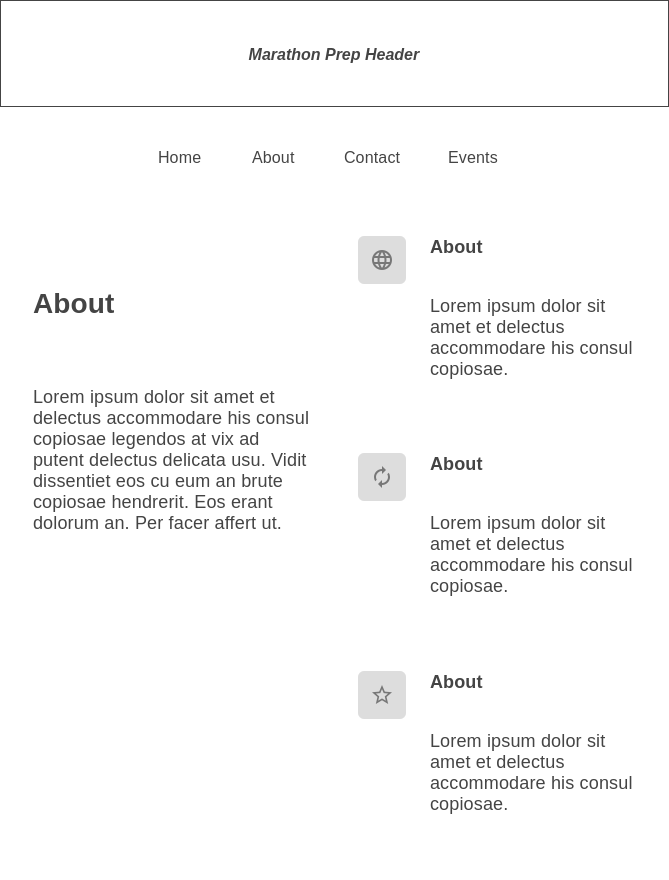 Marathon Prep Header
Home About Contact Events
About
Lorem ipsum dolor sit amet et
delectus accommodare his consul
copiosae legendos at vix ad
putent delectus delicata usu. Vidit
dissentiet eos cu eum an brute
copiosae hendrerit. Eos erant
dolorum an. Per facer affert ut.
About
Lorem ipsum dolor sit
amet et delectus
accommodare his consul
copiosae.
About
Lorem ipsum dolor sit
amet et delectus
accommodare his consul
copiosae.
About
Lorem ipsum dolor sit
amet et delectus
accommodare his consul
copiosae.